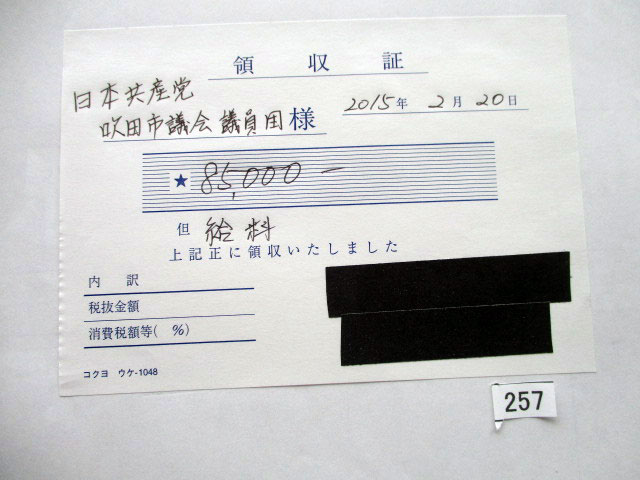 領収証
日本共産党
2015年2月20日
吹田市議会議員団様
★ 85,000 —
但 給料
上記正に領収いたしました
内訳
税抜金額
消費税額等( %)
コクヨ ウケ-1048
257